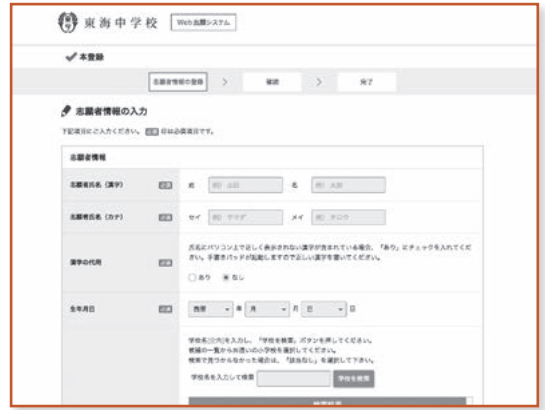 東海中学校 Web出願システム
本登録
志願者情報の登録 > 確認 > 完了
志願者情報の入力
下記項目にご入力ください。必須 印は必須項目です。
志願者情報
志願者氏名（漢字） 必須 姓 例）山田 名 例）太郎
志願者氏名（カナ） 必須 セイ 例）ヤマダ メイ 例）タロウ
氏名にパソコン上で正しく表示されない漢字が含まれている場合、「あり」にチェックを入れてくだ
さい。手書きパッドが起動しますので正しい漢字を書いてください。
漢字の代用 必須
あり なし
生年月日 必須 西暦 年 月 月 日 日
学校名[公立]を入力し、「学校を検索」ボタンを押してください。
候補の一覧からお通いの小学校を選択してください。
検索で見つからなかった場合は、「該当なし」を選択して下さい。
学校名を入力して検索 学校を検索
検索結果